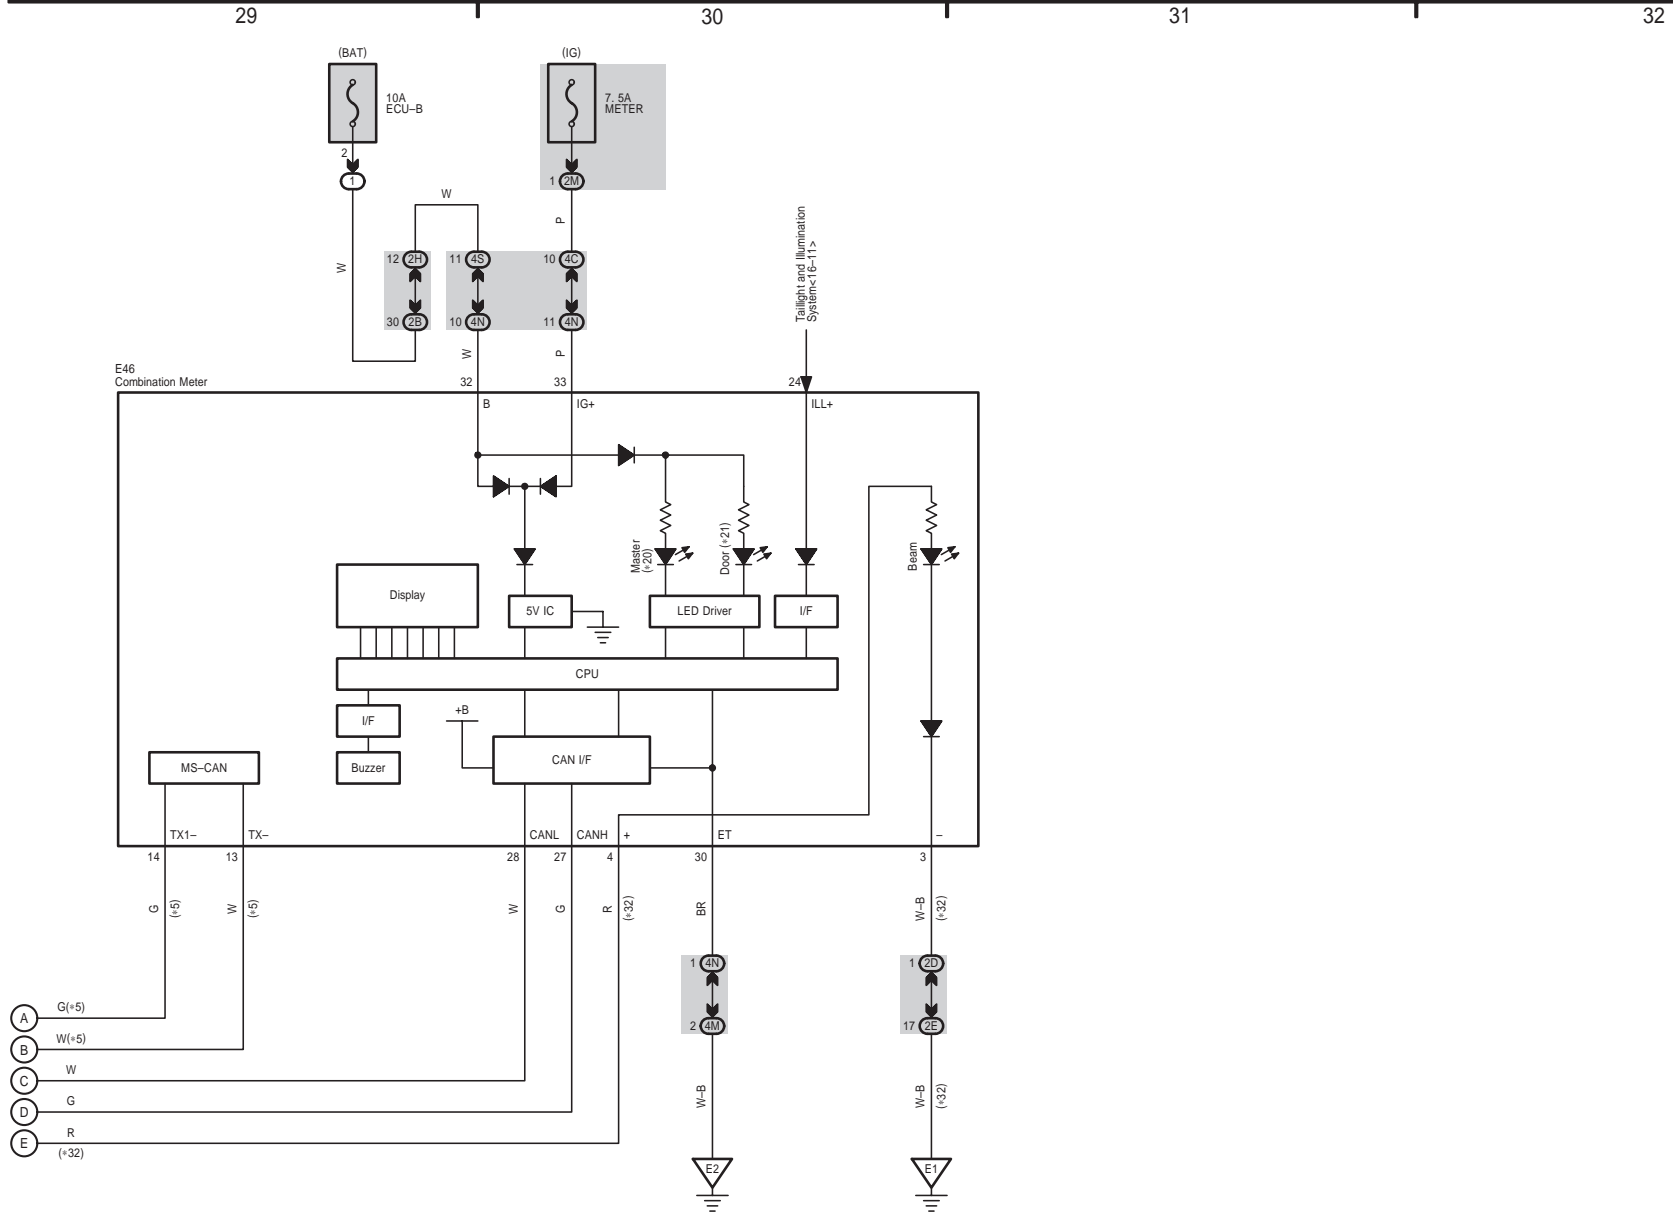 29
30
31
32
(BAT)
(IG)
10A
ECU–B
7. 5A
METER
2
1
1 2M
W
P
W
Taillight and Illumination
System<16–11>
12 2H
11 4S
10 4C
30 2B
10 4N
11 4N
W
P
E46
Combination Meter
32
33
24
B
IG+
ILL+
Master
(*20)
Door (*21)
Beam
Display
5V IC
LED Driver
I/F
CPU
I/F
+B
CAN I/F
MS–CAN
Buzzer
TX1–
TX–
CANL
CANH
+
ET
–
14
13
28
27
4
30
3
G
(*5)
W
(*5)
W
G
R
(*32)
BR
W–B
(*32)
1 4N
1 2D
2 4M
17 2E
A
G(*5)
B
W(*5)
C
W
D
G
E
R
(*32)
W–B
W–B
(*32)
E2
E1